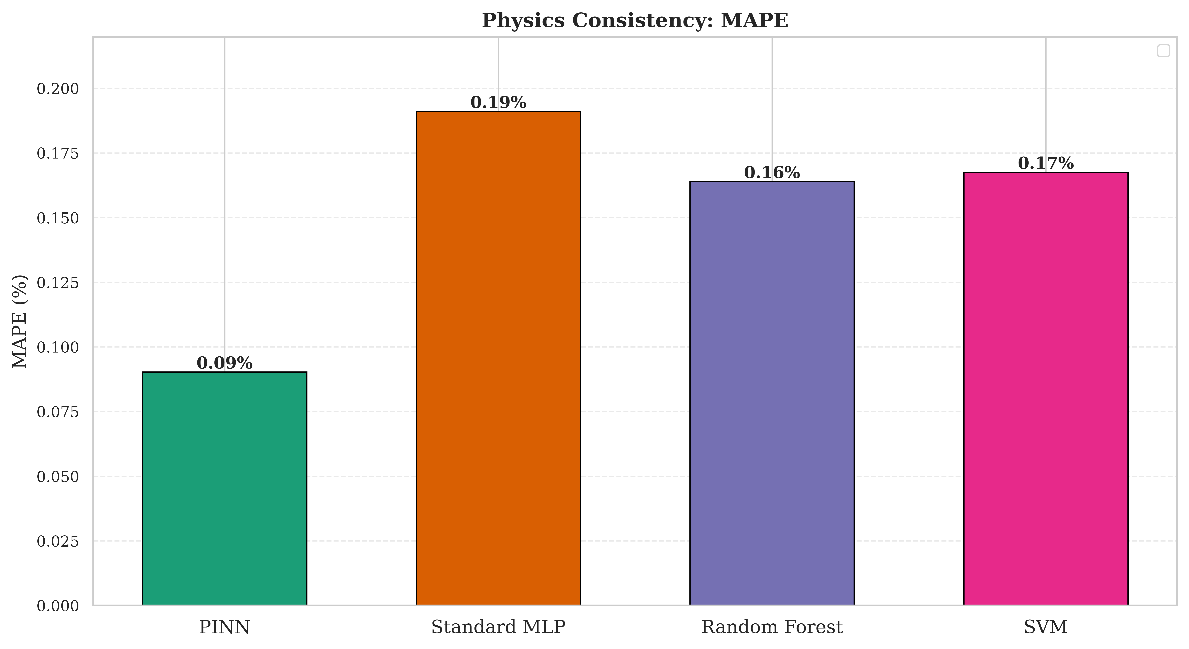 Physics Consistency: MAPE
MAPE (%)
0.200
0.175
0.150
0.125
0.100
0.075
0.050
0.025
0.000
0.09%
0.19%
0.16%
0.17%
PINN
Standard MLP
Random Forest
SVM